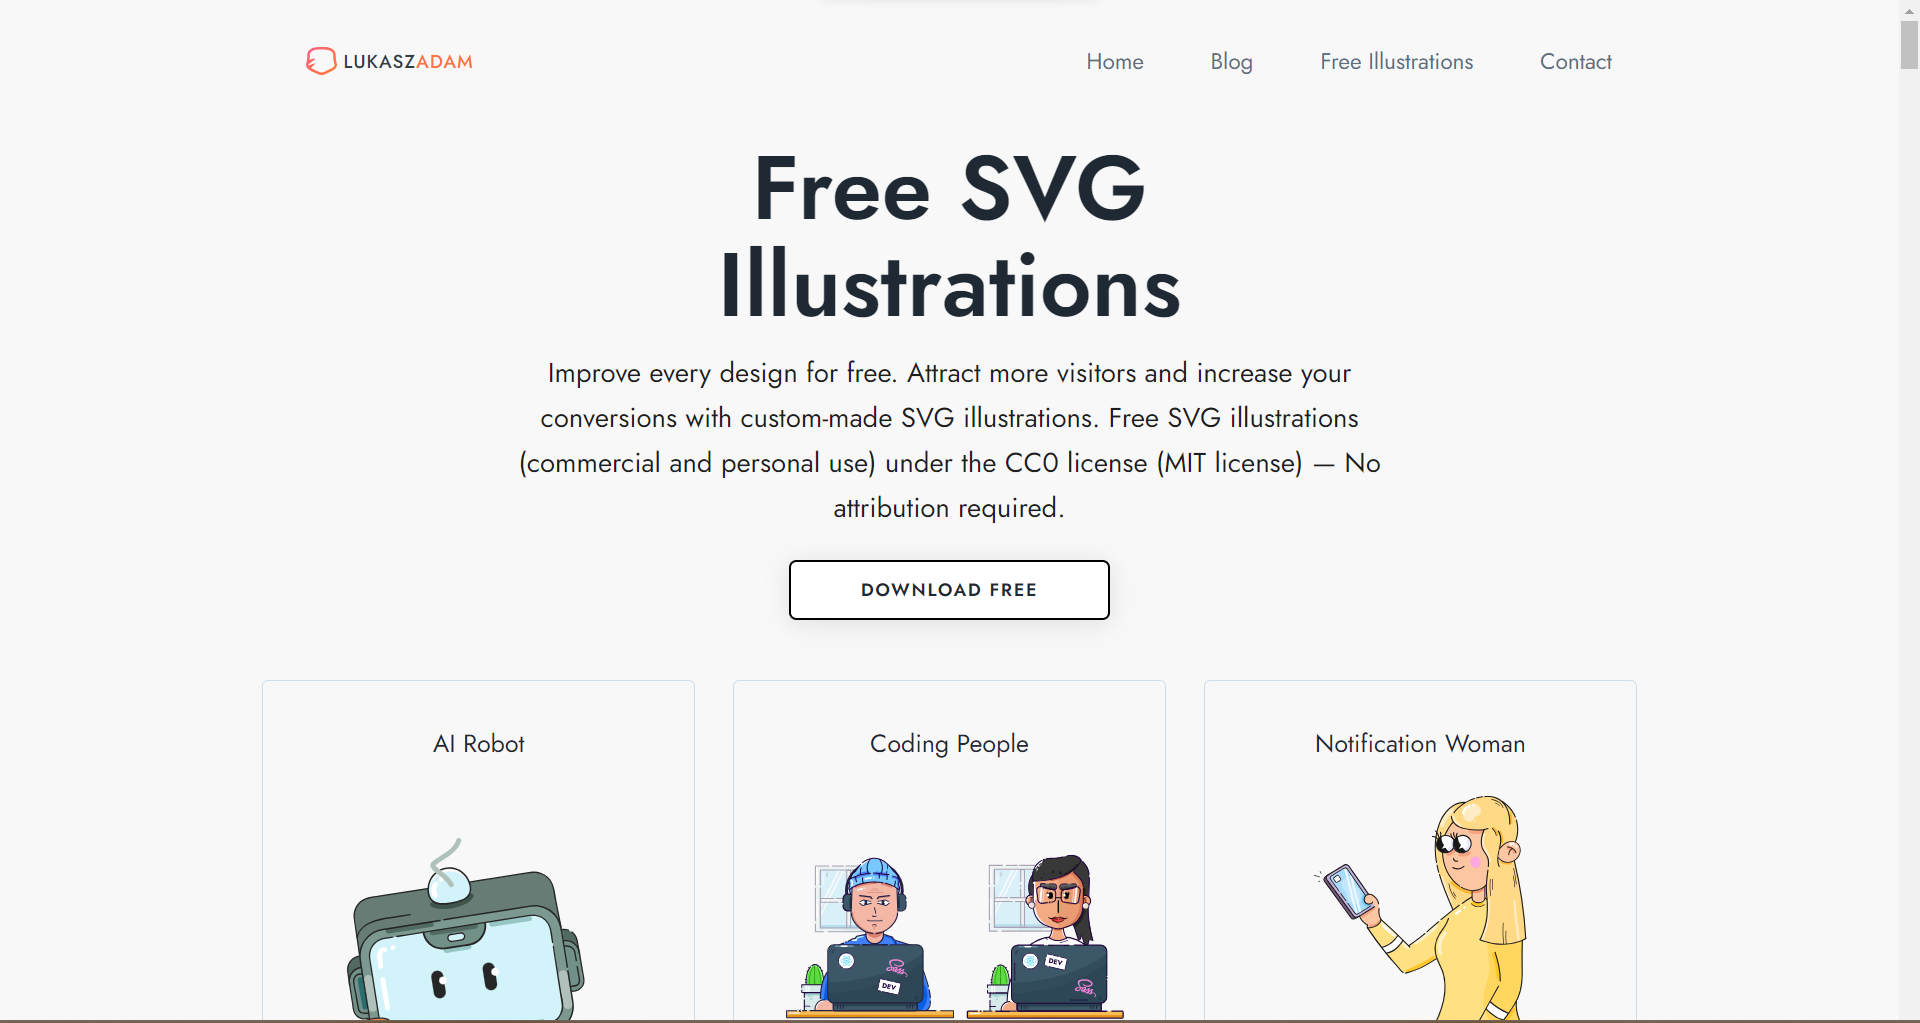 LUKASZADAM
Home
Blog
Free Illustrations
Contact
Free SVG
Illustrations
Improve every design for free. Attract more visitors and increase your
conversions with custom-made SVG illustrations. Free SVG illustrations
(commercial and personal use) under the CC0 license (MIT license) — No
attribution required.
DOWNLOAD FREE
AI Robot
Coding People
Notification Woman
Sass
DEV
DEV
Sass